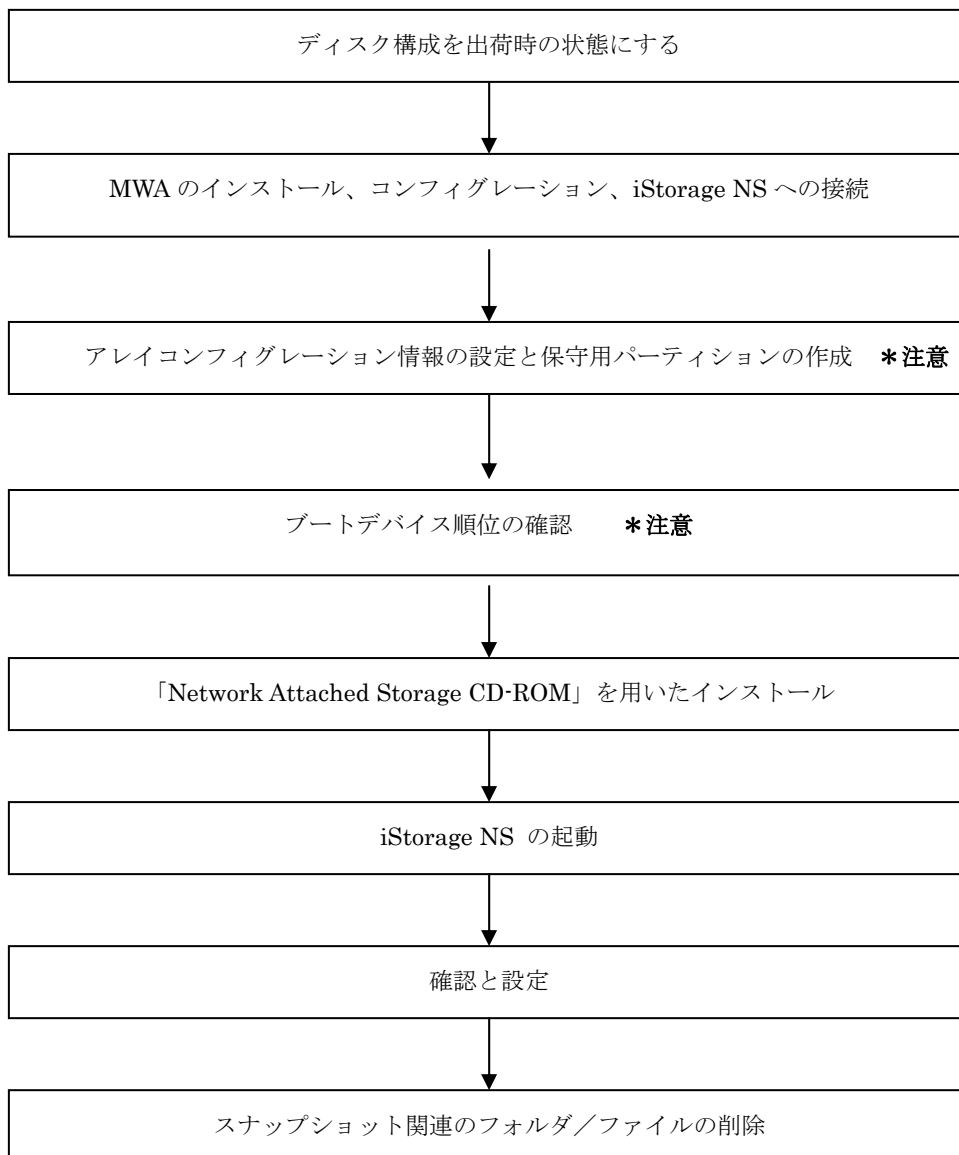 ディスク構成を出荷時の状態にする
MWA のインストール、コンフィグレーション、iStorage NS への接続
アレイコンフィグレーション情報の設定と保守用パーティションの作成 *注意
ブートデバイス順位の確認 *注意
「Network Attached Storage CD-ROM」を用いたインストール
iStorage NS の起動
確認と設定
スナップショット関連のフォルダ／ファイルの削除